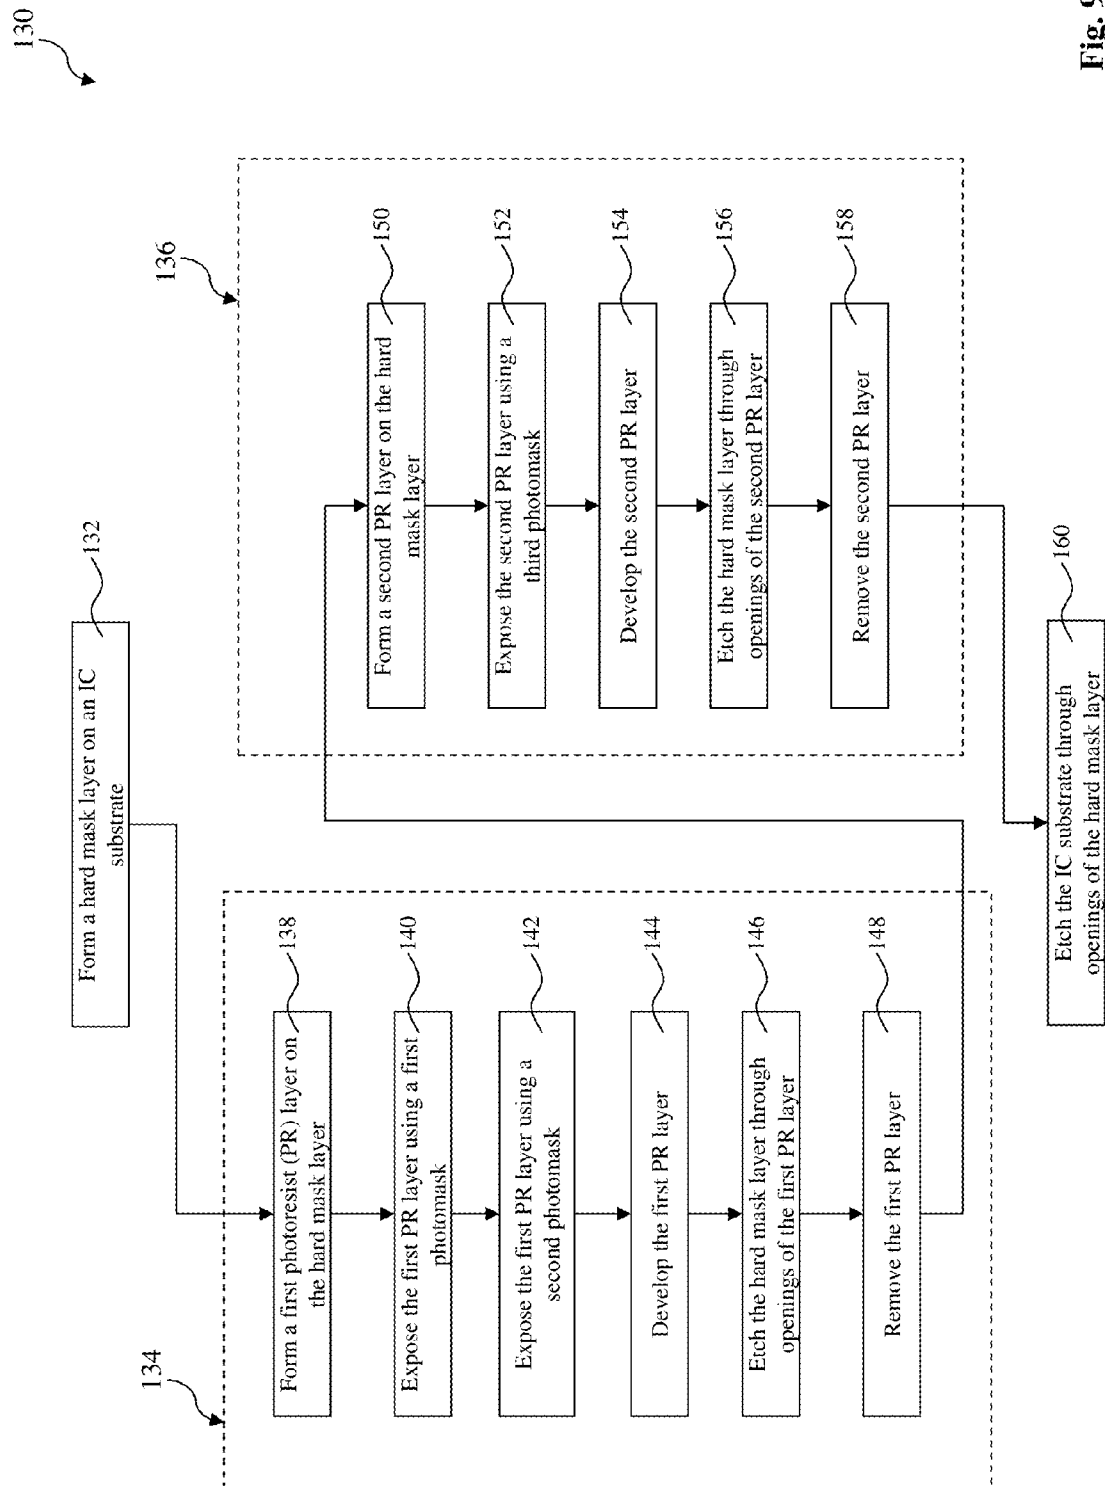 130
Form a hard mask layer on an IC
substrate
132
134
Form a first photoresist (PR) layer on
the hard mask layer
138
Expose the first PR layer using a first
photomask
140
Expose the first PR layer using a
second photomask
142
Develop the first PR layer
144
Etch the hard mask layer through
openings of the first PR layer
146
Remove the first PR layer
148
136
Form a second PR layer on the hard
mask layer
150
Expose the second PR layer using a
third photomask
152
Develop the second PR layer
154
Etch the hard mask layer through
openings of the second PR layer
156
Remove the second PR layer
158
Etch the IC substrate through
openings of the hard mask layer
160
Fig. 9